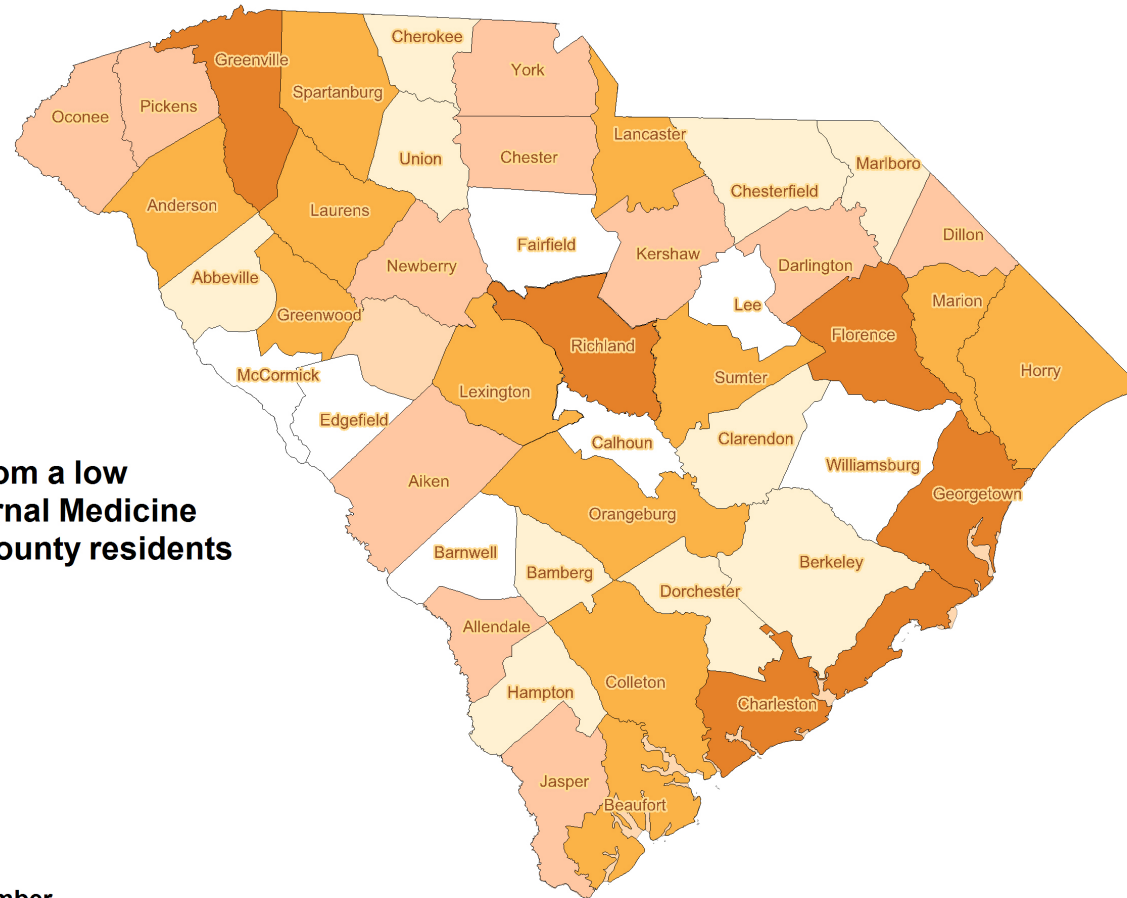 Cherokee
Greenville
York
Spartanburg
Pickens
Oconee
Lancaster
Union
Chester
Marlboro
Chesterfield
Anderson
Laurens
Dillon
Fairfield
Kershaw
Newberry
Darlington
Abbeville
Marion
Lee
Greenwood
Florence
Richland
Horry
McCormick
Sumter
Lexington
Edgefield
Clarendon
Calhoun
Williamsburg
om a low
Aiken
Georgetown
rnal Medicine
Orangeburg
ounty residents
Barnwell
Berkeley
Bamberg
Dorchester
Allendale
Colleton
Hampton
Charleston
Jasper
Beaufort
mber